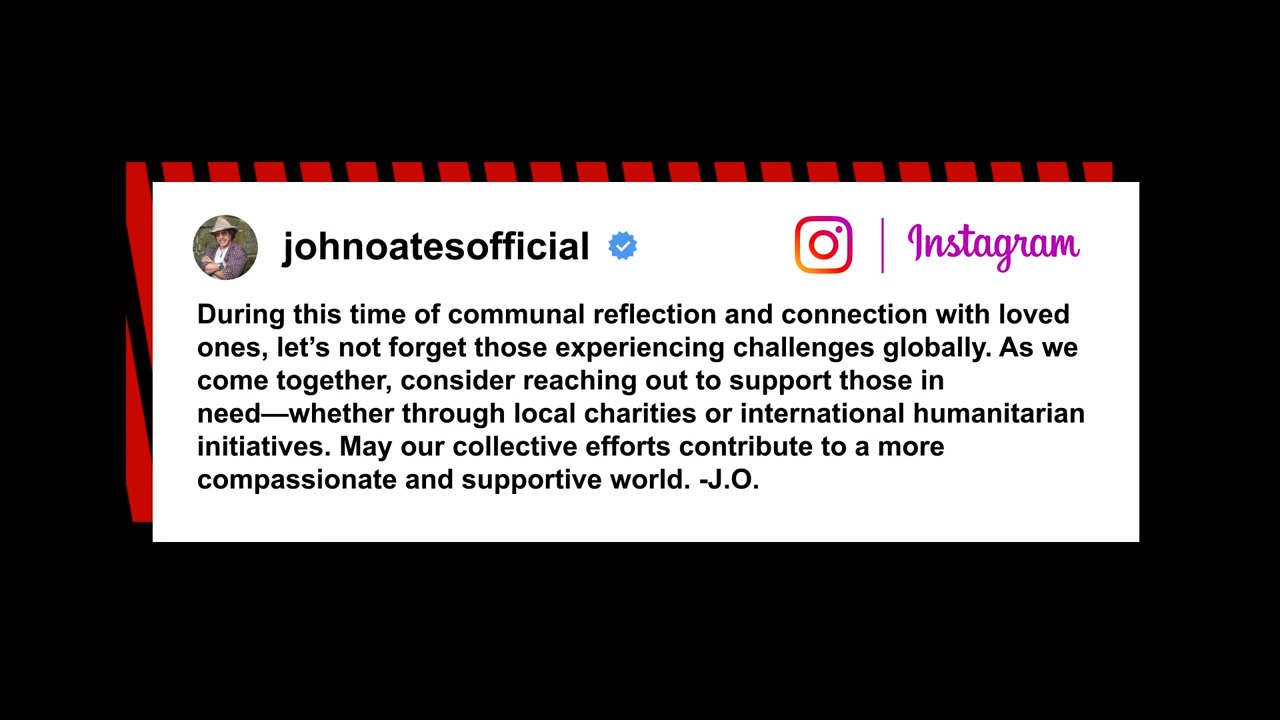 johnoatesofficial
Instagram
During this time of communal reflection and connection with loved
ones, let’s not forget those experiencing challenges globally. As we
come together, consider reaching out to support those in
need—whether through local charities or international humanitarian
initiatives. May our collective efforts contribute to a more
compassionate and supportive world. -J.O.